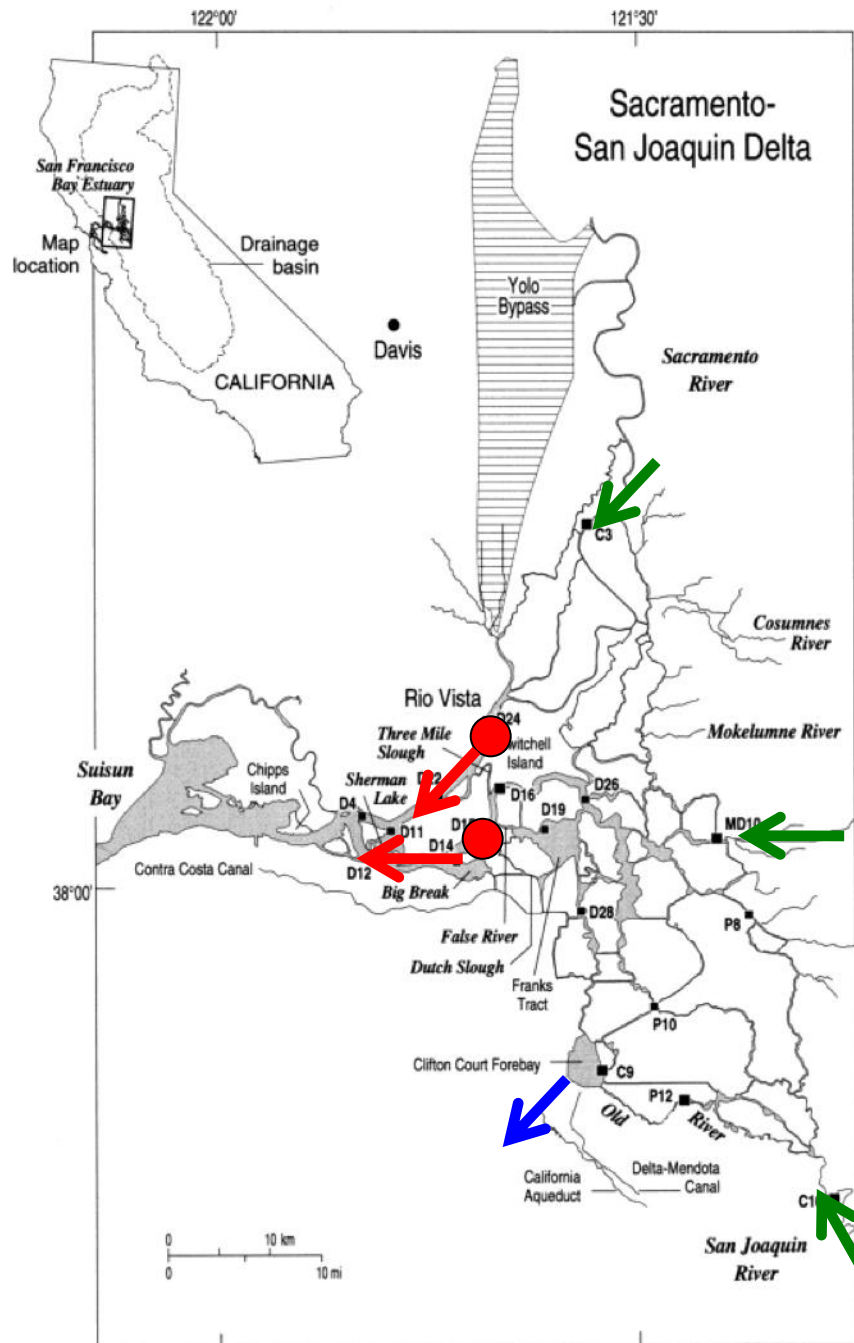 122°00'
121°30'
Sacramento-
San Joaquin Delta
San Francisco
Bay Estuary
Map
location
Drainage
basin
Davis
CALIFORNIA
Yolo
Bypass
Sacramento
River
C3
Cosumnes
River
Rio Vista
D24
Three Mile
Slough
Mokelumne River
Suisun
Bay
Chipps
Island
Sherman
Lake
Island
D16
D26
D4
D11
D19
MD10
D14
Contra Costa Canal
D12
38°00'
Big Break
D28
P8
False River
Dutch Slough
Franks
Tract
P10
Clifton Court Forebay
C9
P12
Old
River
California
Aqueduct
Delta-Mendota
Canal
San Joaquin
River
0 10 km
0 10 mi